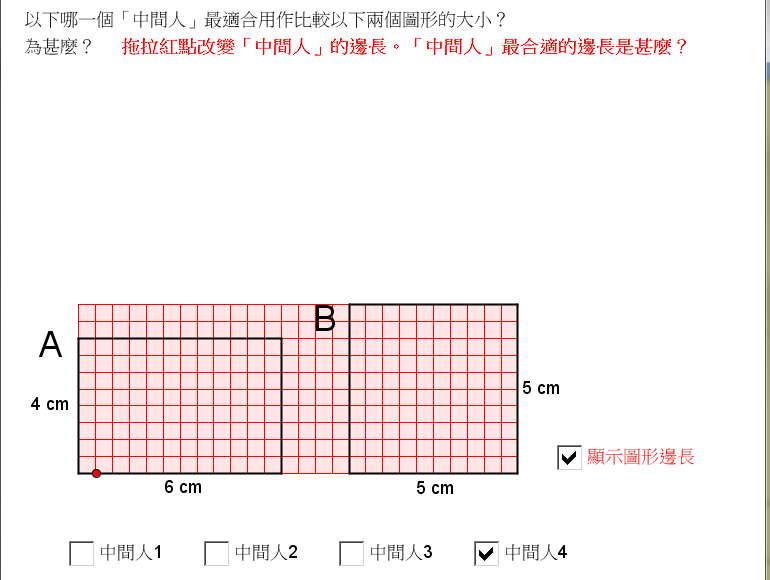 以下哪一個「中間人」最適合用作比較以下兩個圖形的大小？
為甚麼？ 拖拉紅點改變「中間人」的邊長。「中間人」最合適的邊長是甚麼？
B
A
5 cm
4 cm
顯示圖形邊長
6 cm 5 cm
中間人1 中間人2 中間人3 中間人4